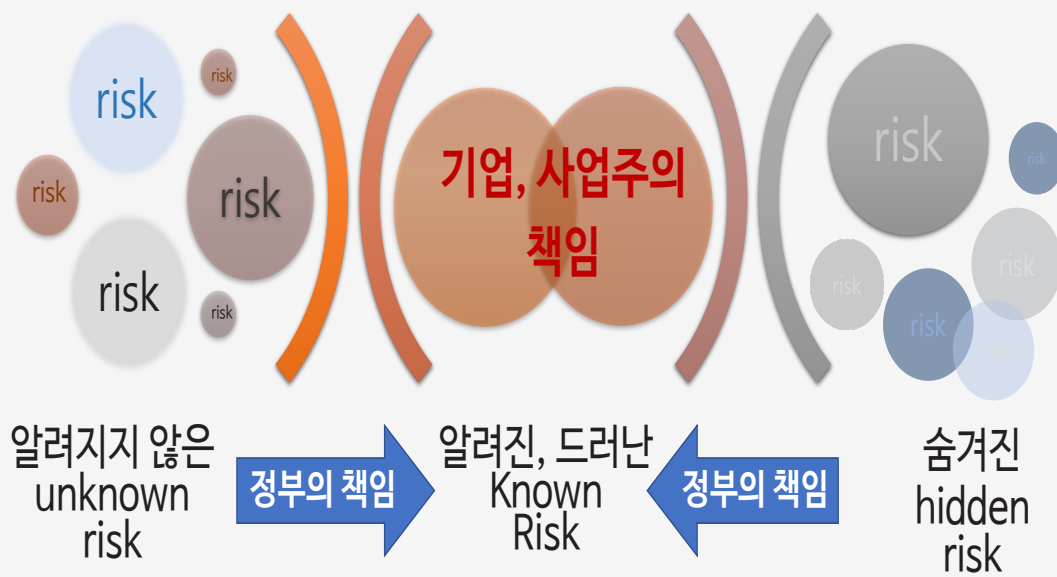 risk
risk
risk
risk
risk
risk
기업, 사업주의
책임
risk
risk
risk
risk
risk
알려지지 않은
unknown
risk
정부의 책임
알려진, 드러난
Known
Risk
정부의 책임
숨겨진
hidden
risk